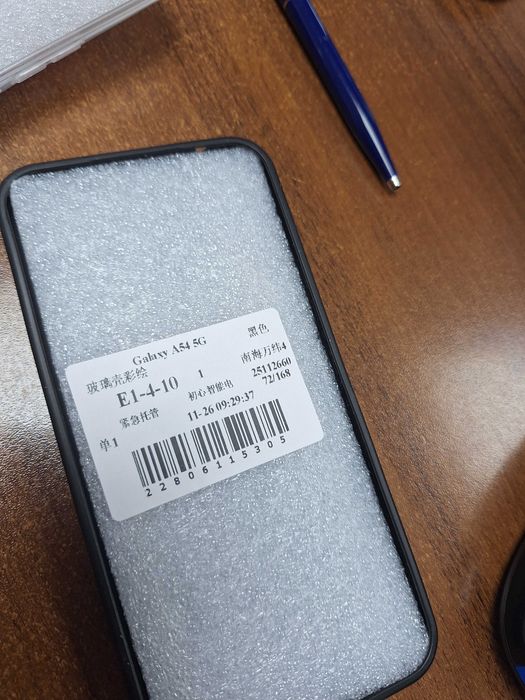 Galaxy A54 5G 黑色
玻璃壳彩绘 1 南海万纬4
E1-4-10 初心智能电 25112660
紧急托管 11-26 09:29:37 72/168
单1
22806115305